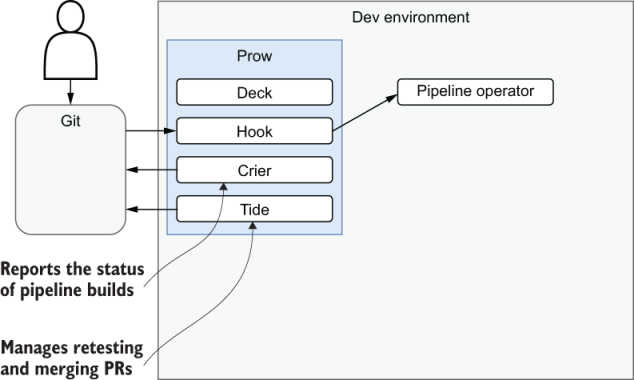 Dev environment
Prow
Deck
Pipeline operator
Git
Hook
Crier
Tide
Reports the status
of pipeline builds
Manages retesting
and merging PRs